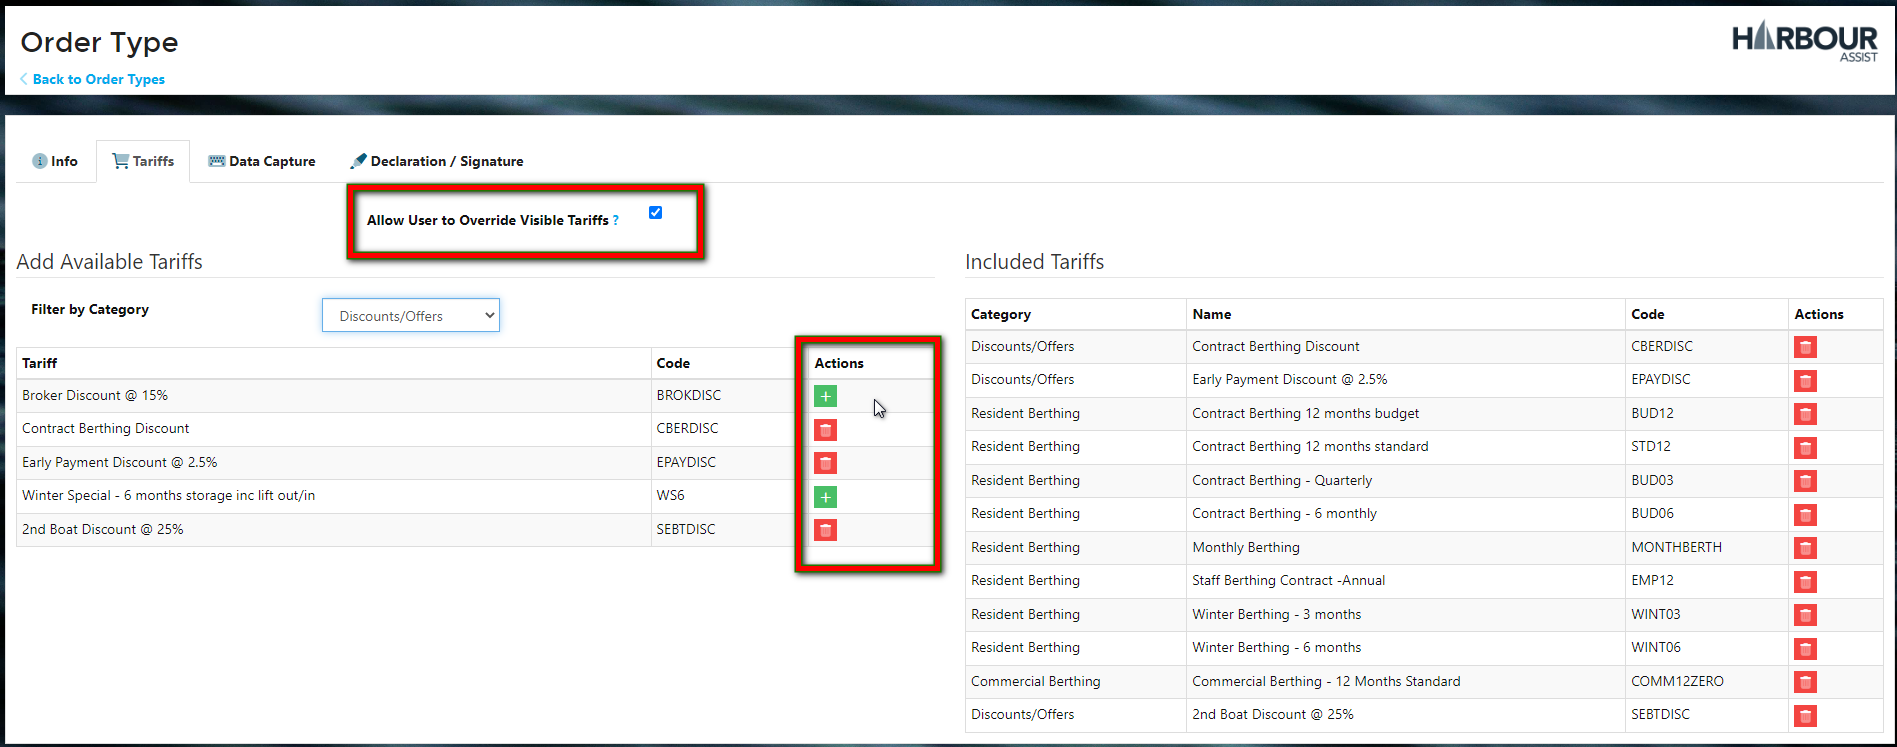 Order Type
HARBOUR
ASSIST
Back to Order Types
Info
Tariffs
Data Capture
Declaration / Signature
Allow User to Override Visible Tariffs ?
Add Available Tariffs
Filter by Category
Discounts/Offers
Tariff Code Actions
Broker Discount @ 15% BROKDISC
Contract Berthing Discount CBERDISC
Early Payment Discount @ 2.5% EPAYDISC
Winter Special - 6 months storage inc lift out/in WS6
2nd Boat Discount @ 25% SEBTDISC
Included Tariffs
Category Name Code Actions
Discounts/Offers Contract Berthing Discount CBERDISC
Discounts/Offers Early Payment Discount @ 2.5% EPAYDISC
Resident Berthing Contract Berthing 12 months budget BUD12
Resident Berthing Contract Berthing 12 months standard STD12
Resident Berthing Contract Berthing - Quarterly BUD03
Resident Berthing Contract Berthing - 6 monthly BUD06
Resident Berthing Monthly Berthing MONTHBERTH
Resident Berthing Staff Berthing Contract -Annual EMP12
Resident Berthing Winter Berthing - 3 months WINT03
Resident Berthing Winter Berthing - 6 months WINT06
Commercial Berthing Commercial Berthing - 12 Months Standard COMM12ZERO
Discounts/Offers 2nd Boat Discount @ 25% SEBTDISC